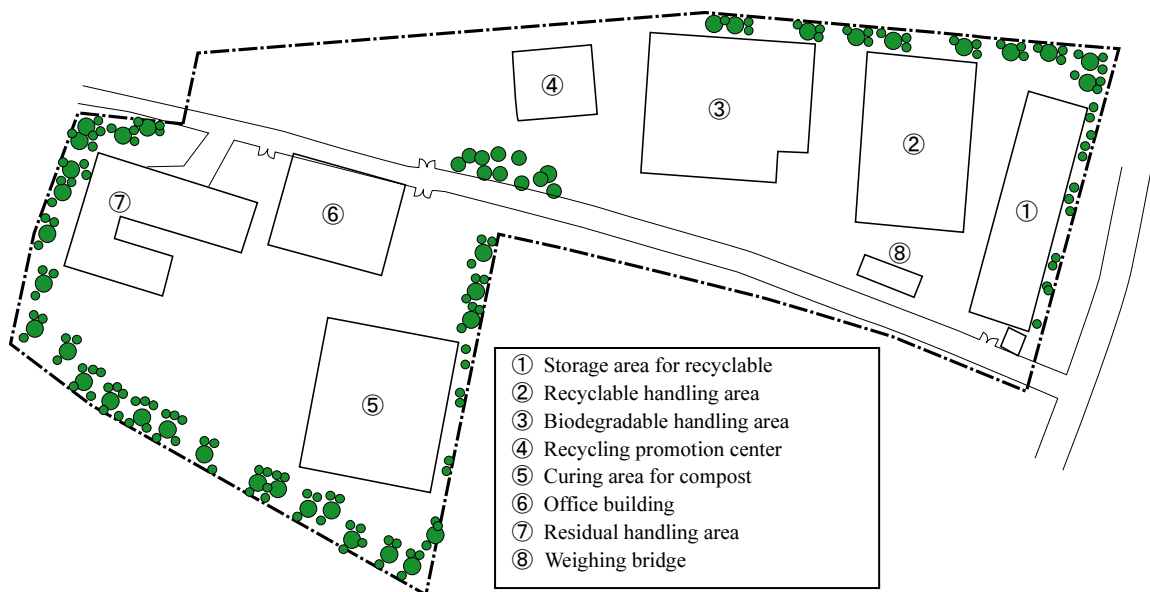 ④
③
②
①
⑦
⑥
⑧
⑤
① Storage area for recyclable
② Recyclable handling area
③ Biodegradable handling area
④ Recycling promotion center
⑤ Curing area for compost
⑥ Office building
⑦ Residual handling area
⑧ Weighing bridge